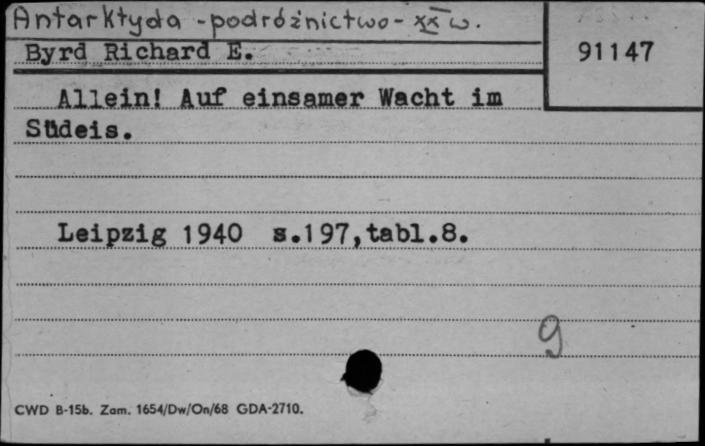 Antarktyda - podróżnictwo - XX w.
Byrd Richard E.
91147
Allein! Auf einsamer Wacht im
Südeis.
Leipzig 1940 s.197,tabl.8.
9
CWD B-15b. Zam. 1654/Dw/On/68 GDA-2710.